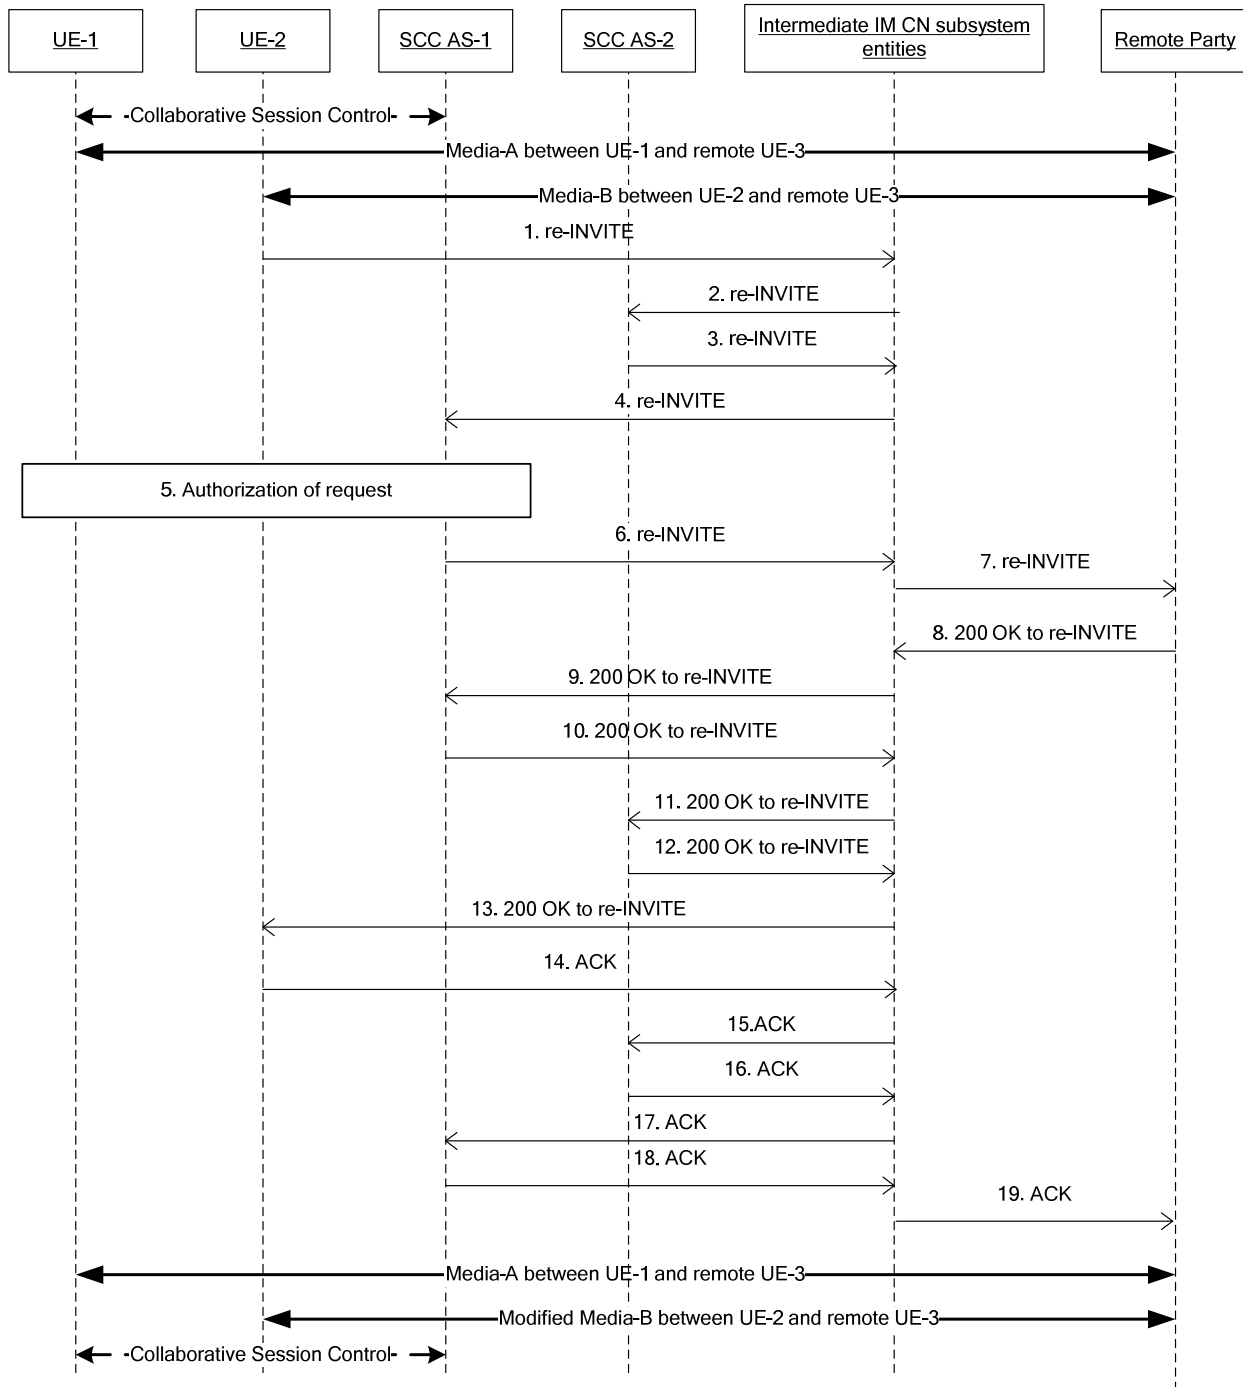 UE-1
UE-2
SCC AS-1
SCC AS-2
Intermediate IM CN subsystem
entities
Remote Party
-Collaborative Session Control-
Media-A between UE-1 and remote UE-3
Media-B between UE-2 and remote UE-3
1. re-INVITE
2. re-INVITE
3. re-INVITE
4. re-INVITE
5. Authorization of request
6. re-INVITE
7. re-INVITE
8. 200 OK to re-INVITE
9. 200 OK to re-INVITE
10. 200 OK to re-INVITE
11. 200 OK to re-INVITE
12. 200 OK to re-INVITE
13. 200 OK to re-INVITE
14. ACK
15.ACK
16. ACK
17. ACK
18. ACK
19. ACK
Media-A between UE-1 and remote UE-3
Modified Media-B between UE-2 and remote UE-3
-Collaborative Session Control-